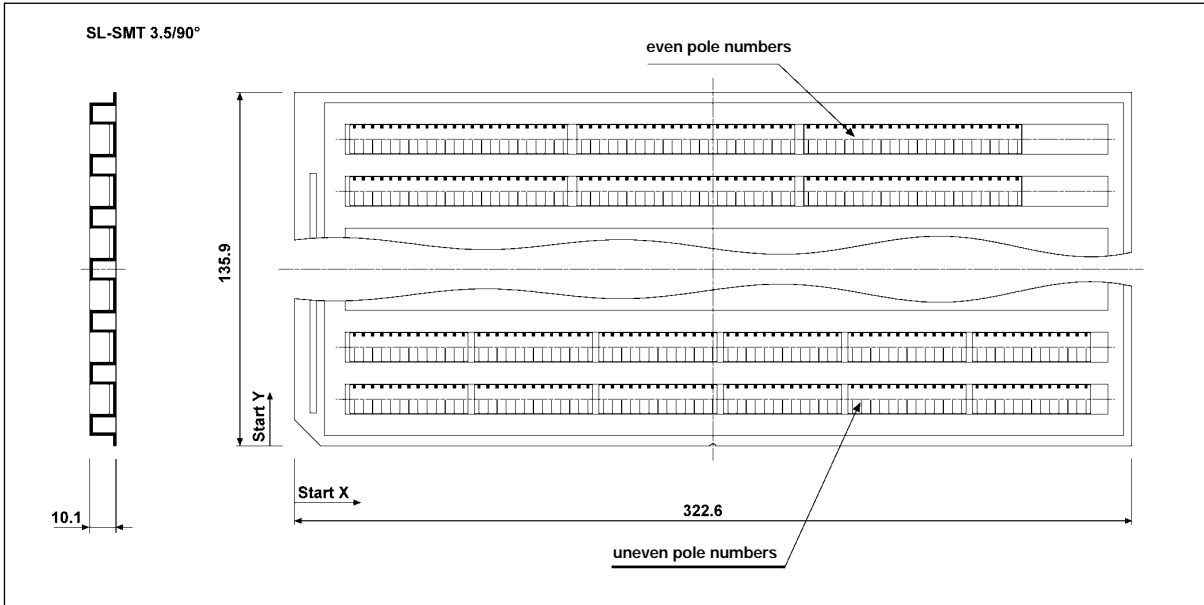 SL-SMT 3.5/90°
even pole numbers
135.9
Start Y
Start X
10.1
322.6
uneven pole numbers